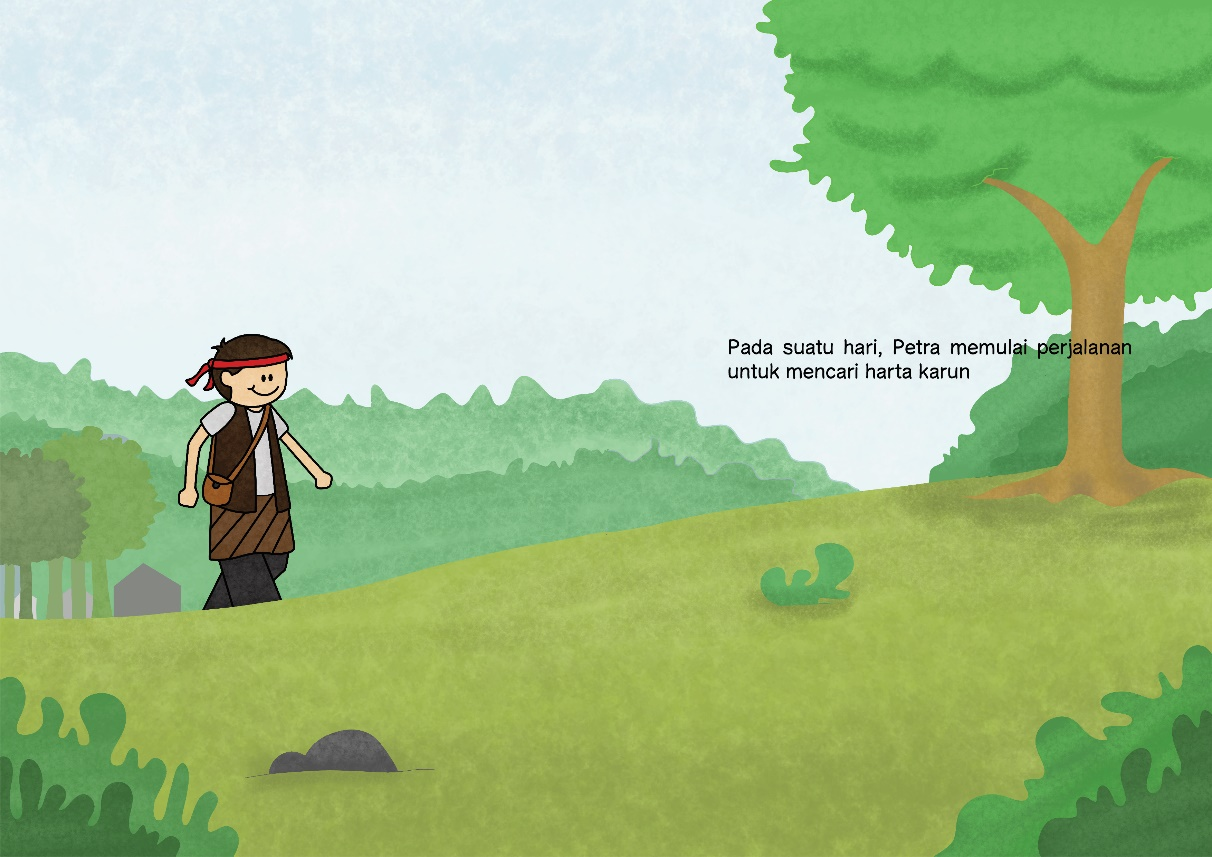 Pada suatu hari, Petra memulai perjalanan
untuk mencari harta karun